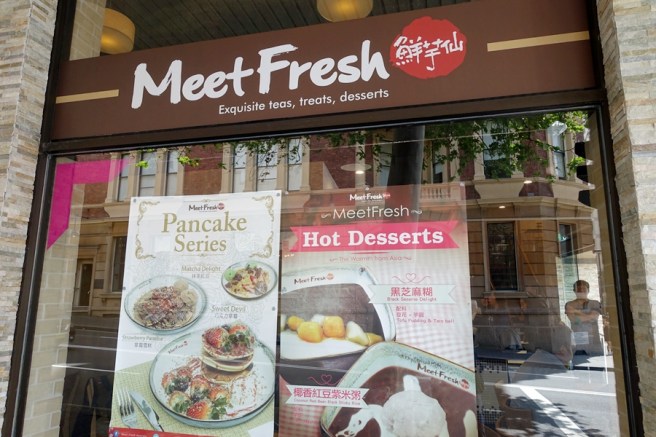 Meet Fresh 鮮芋仙
Exquisite teas, treats, desserts
Meet Fresh
Pancake
Series
Matcha Delight
Sweet Devil
Meet Fresh
MeetFresh
Hot Desserts
Meet Fresh
黑芝麻糊
Black Sesame Delight
Meet Fresh
椰香紅豆紫米粥